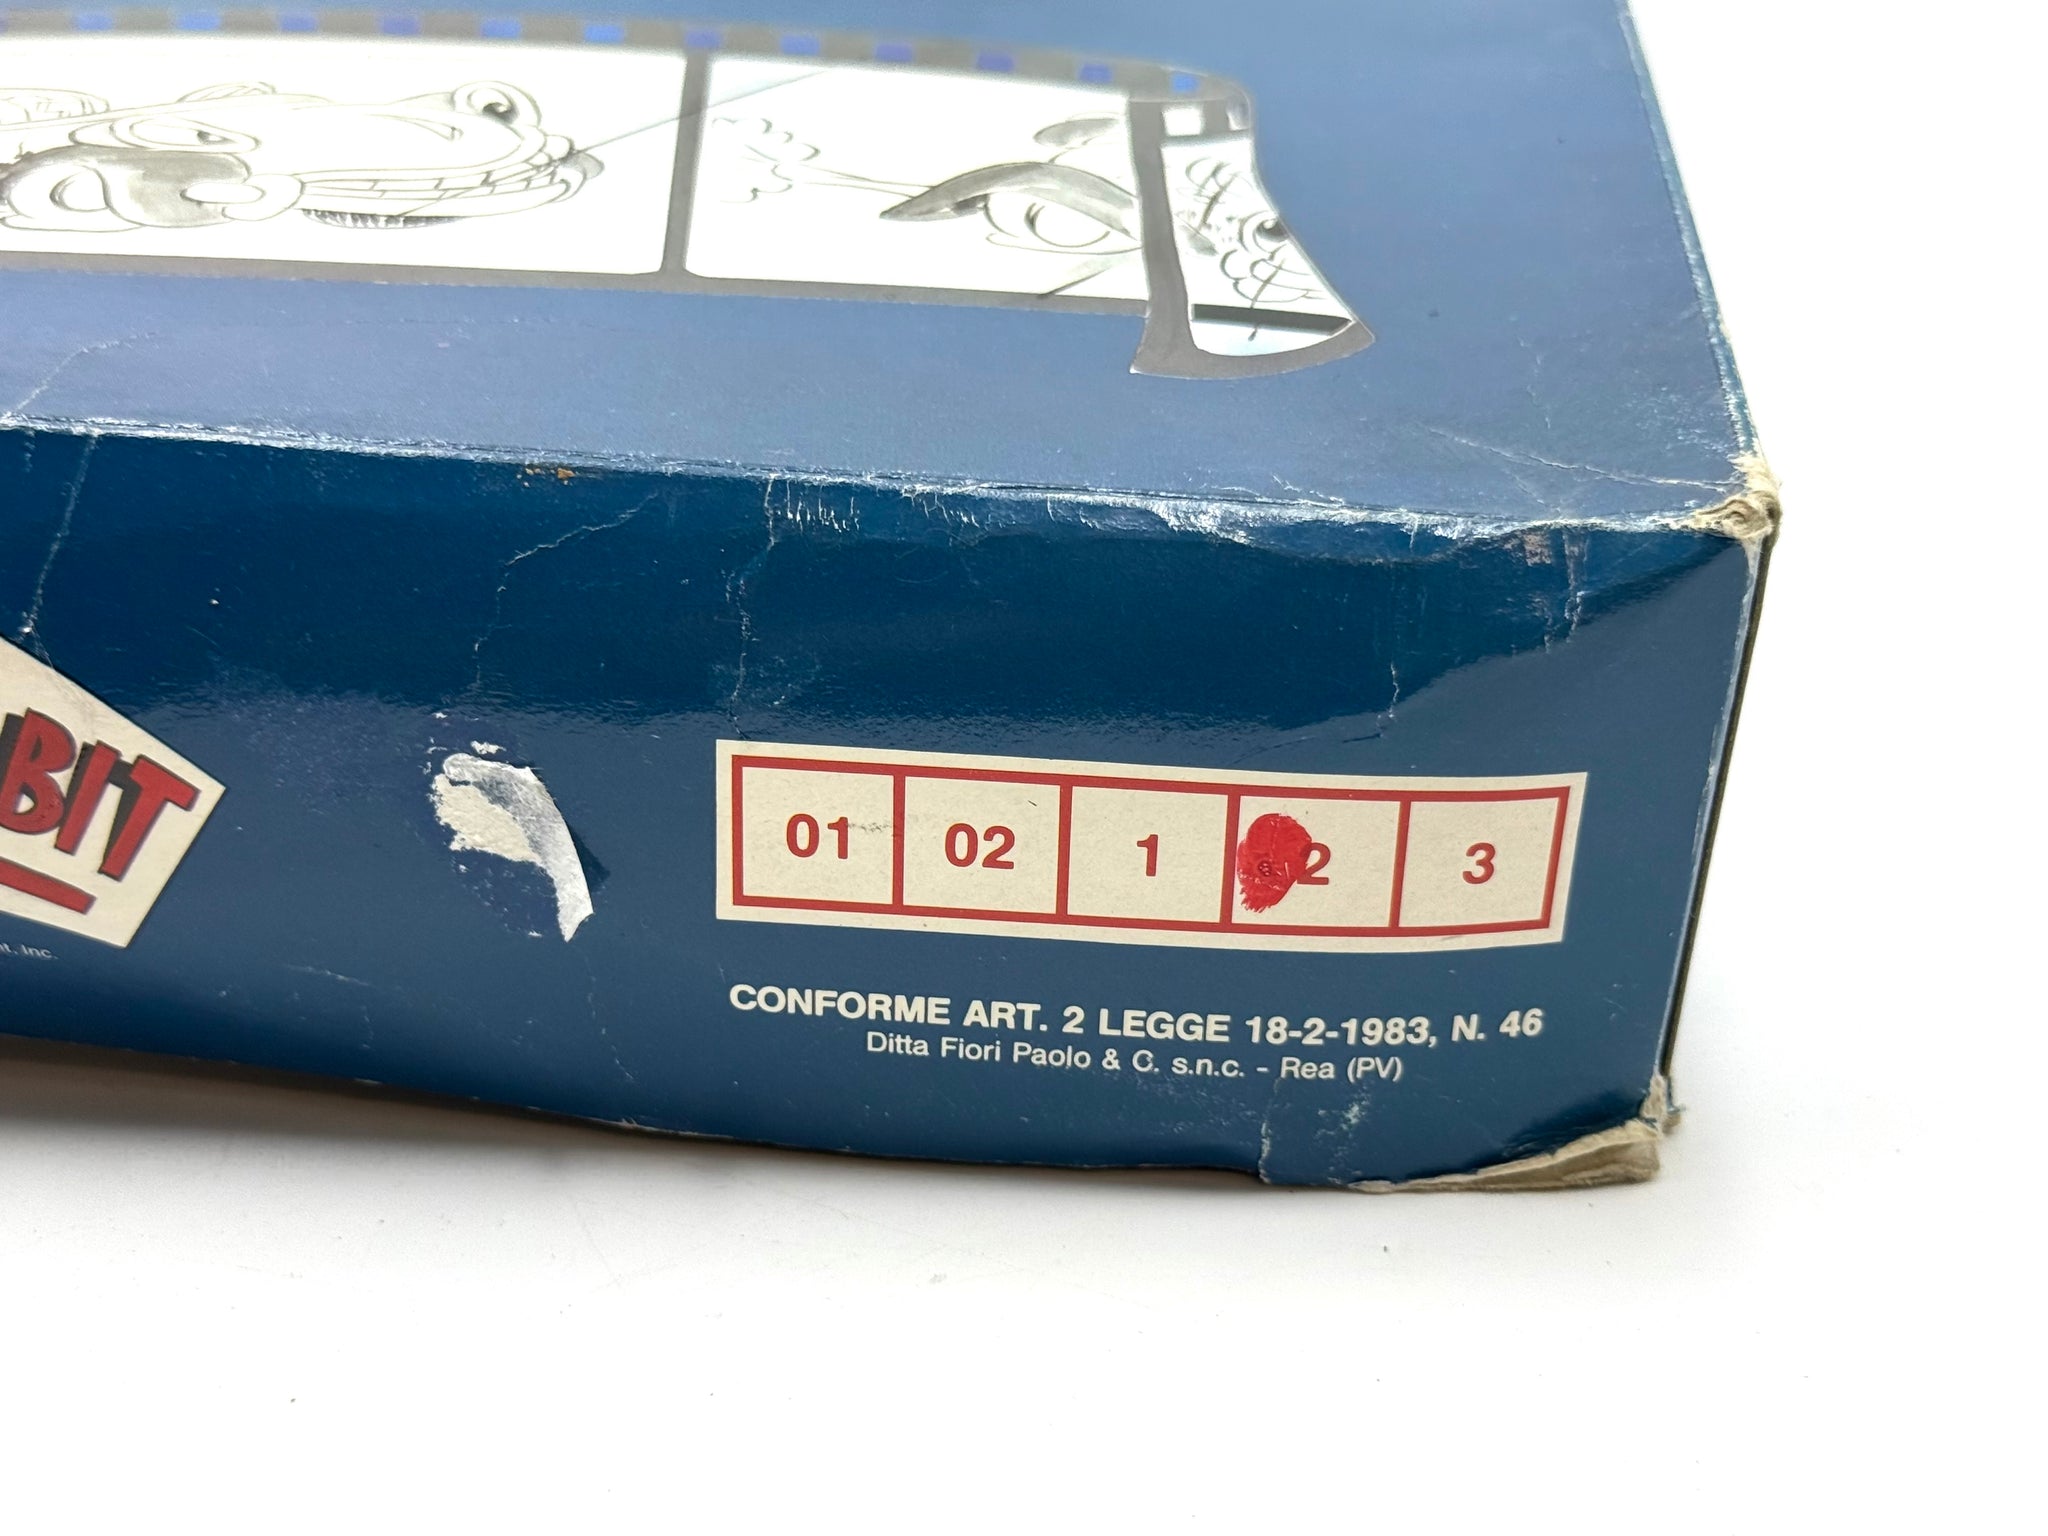 BIT
01 02 1 2 3
t, Inc.
CONFORME ART. 2 LEGGE 18-2-1983, N. 46
Ditta Fiori Paolo & C. s.n.c. - Rea (PV)